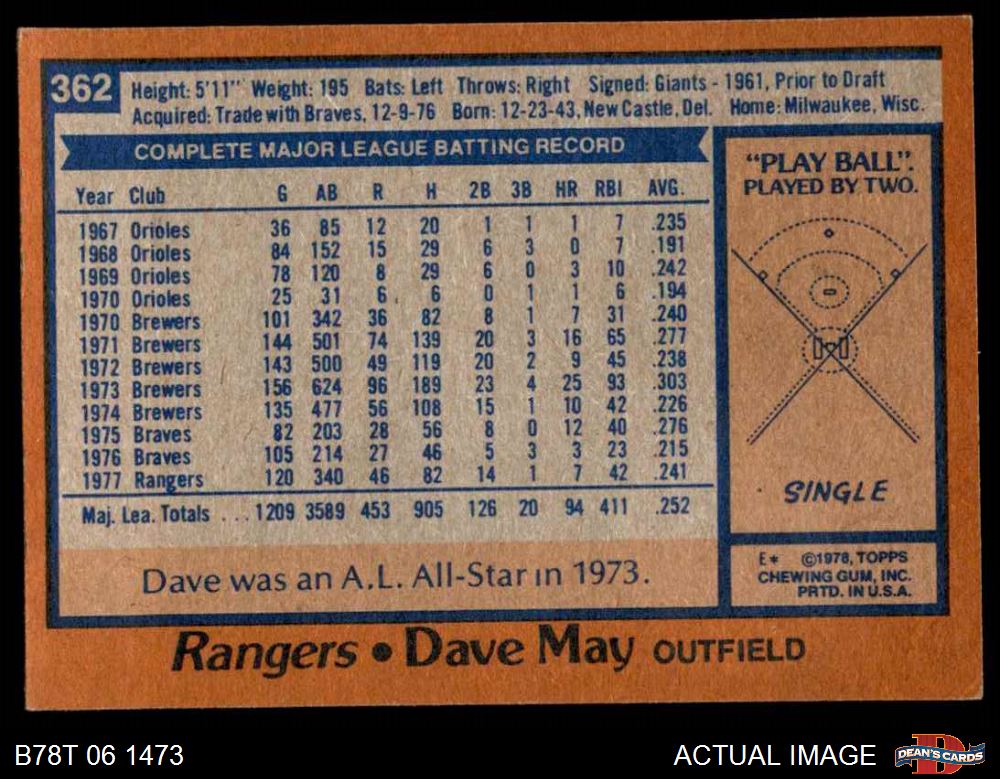 362
Height: 5'11" Weight: 195 Bats: Left Throws: Right Signed: Giants - 1961, Prior to Draft
Acquired: Trade with Braves, 12-9-76 Born: 12-23-43, New Castle, Del. Home: Milwaukee, Wisc.
COMPLETE MAJOR LEAGUE BATTING RECORD
Year Club G AB R H 2B 3B HR RBI AVG.
1967 Orioles 36 85 12 20 1 1 1 7 .235
1968 Orioles 84 152 15 29 6 3 0 7 .191
1969 Orioles 78 120 8 29 6 0 3 10 .242
1970 Orioles 25 31 6 6 0 1 1 6 .194
1970 Brewers 101 342 36 82 8 1 7 31 .240
1971 Brewers 144 501 74 139 20 3 16 65 .277
1972 Brewers 143 500 49 119 20 2 9 45 .238
1973 Brewers 156 624 96 189 23 4 25 93 .303
1974 Brewers 135 477 56 108 15 1 10 42 .226
1975 Braves 82 203 28 56 8 0 12 40 .276
1976 Braves 105 214 27 46 5 3 3 23 .215
1977 Rangers 120 340 46 82 14 1 7 42 .241
Maj. Lea. Totals ... 1209 3589 453 905 126 20 94 411 .252
Dave was an A.L. All-Star in 1973.
"PLAY BALL".
PLAYED BY TWO.
SINGLE
E* ©1978, TOPPS
CHEWING GUM, INC.
PRTD. IN U.S.A.
Rangers • Dave May OUTFIELD
B78T 06 1473
ACTUAL IMAGE
D
DEAN'S CARDS